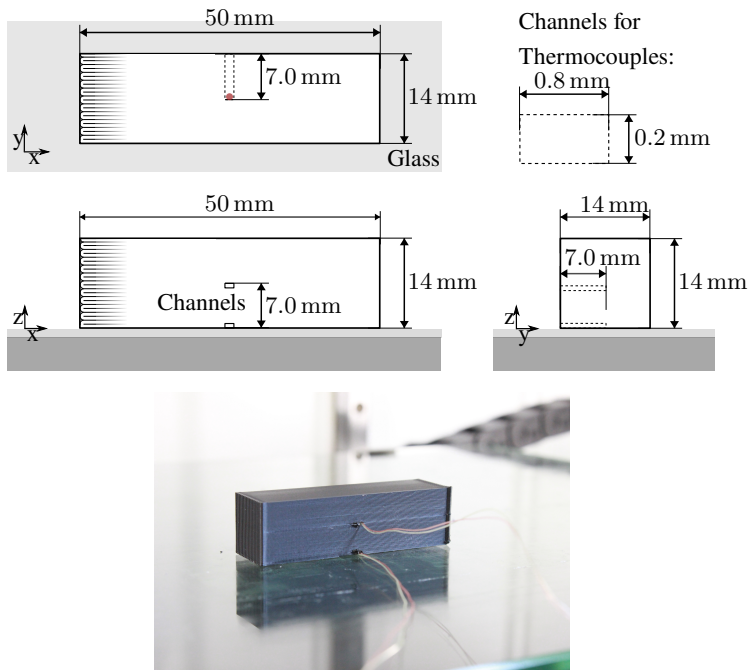 50 mm
7.0 mm
14 mm
y
x
Glass
Channels for
Thermocouples:
0.8 mm
0.2 mm
50 mm
14 mm
Channels
7.0 mm
z
x
14 mm
7.0 mm
14 mm
z
y